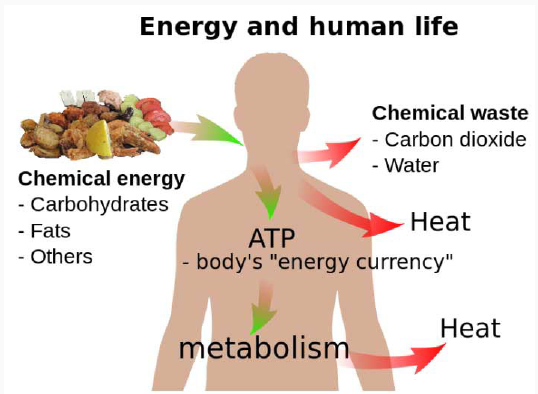 Energy and human life
Chemical energy
- Carbohydrates
- Fats
- Others
Chemical waste
- Carbon dioxide
- Water
Heat
ATP
- body's "energy currency"
metabolism
Heat